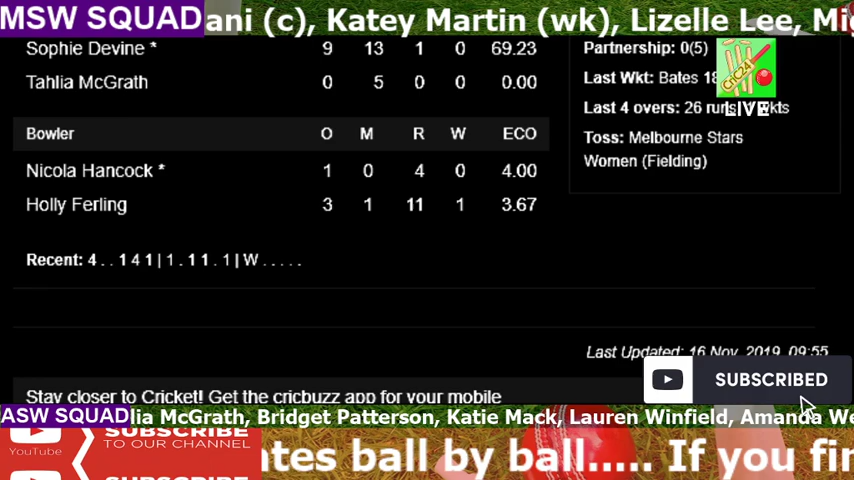 MSW SQUAD ani (c), Katey Martin (wk), Lizelle Lee, Mig
Sophie Devine * 9 13 1 0 69.23
Tahlia McGrath 0 5 0 0 0.00
Partnership: 0(5)
Last Wkt: Bates 18
Last 4 overs: 26 runs, wkts
Toss: Melbourne Stars
Women (Fielding)
CriC24
LIVE
Bowler O M R W ECO
Nicola Hancock * 1 0 4 0 4.00
Holly Ferling 3 1 11 1 3.67
Recent: 4 . . 1 4 1 | 1 . 1 1 . 1 | W . . . . .
Last Updated: 16 Nov, 2019, 09:55
SUBSCRIBED
Stay closer to Cricket! Get the cricbuzz app for your mobile
ASW SQUAD lia McGrath, Bridget Patterson, Katie Mack, Lauren Winfield, Amanda We
YouTube
SUBSCRIBE
TO OUR CHANNEL
ates ball by ball..... If you fin
SUBSCRIBE